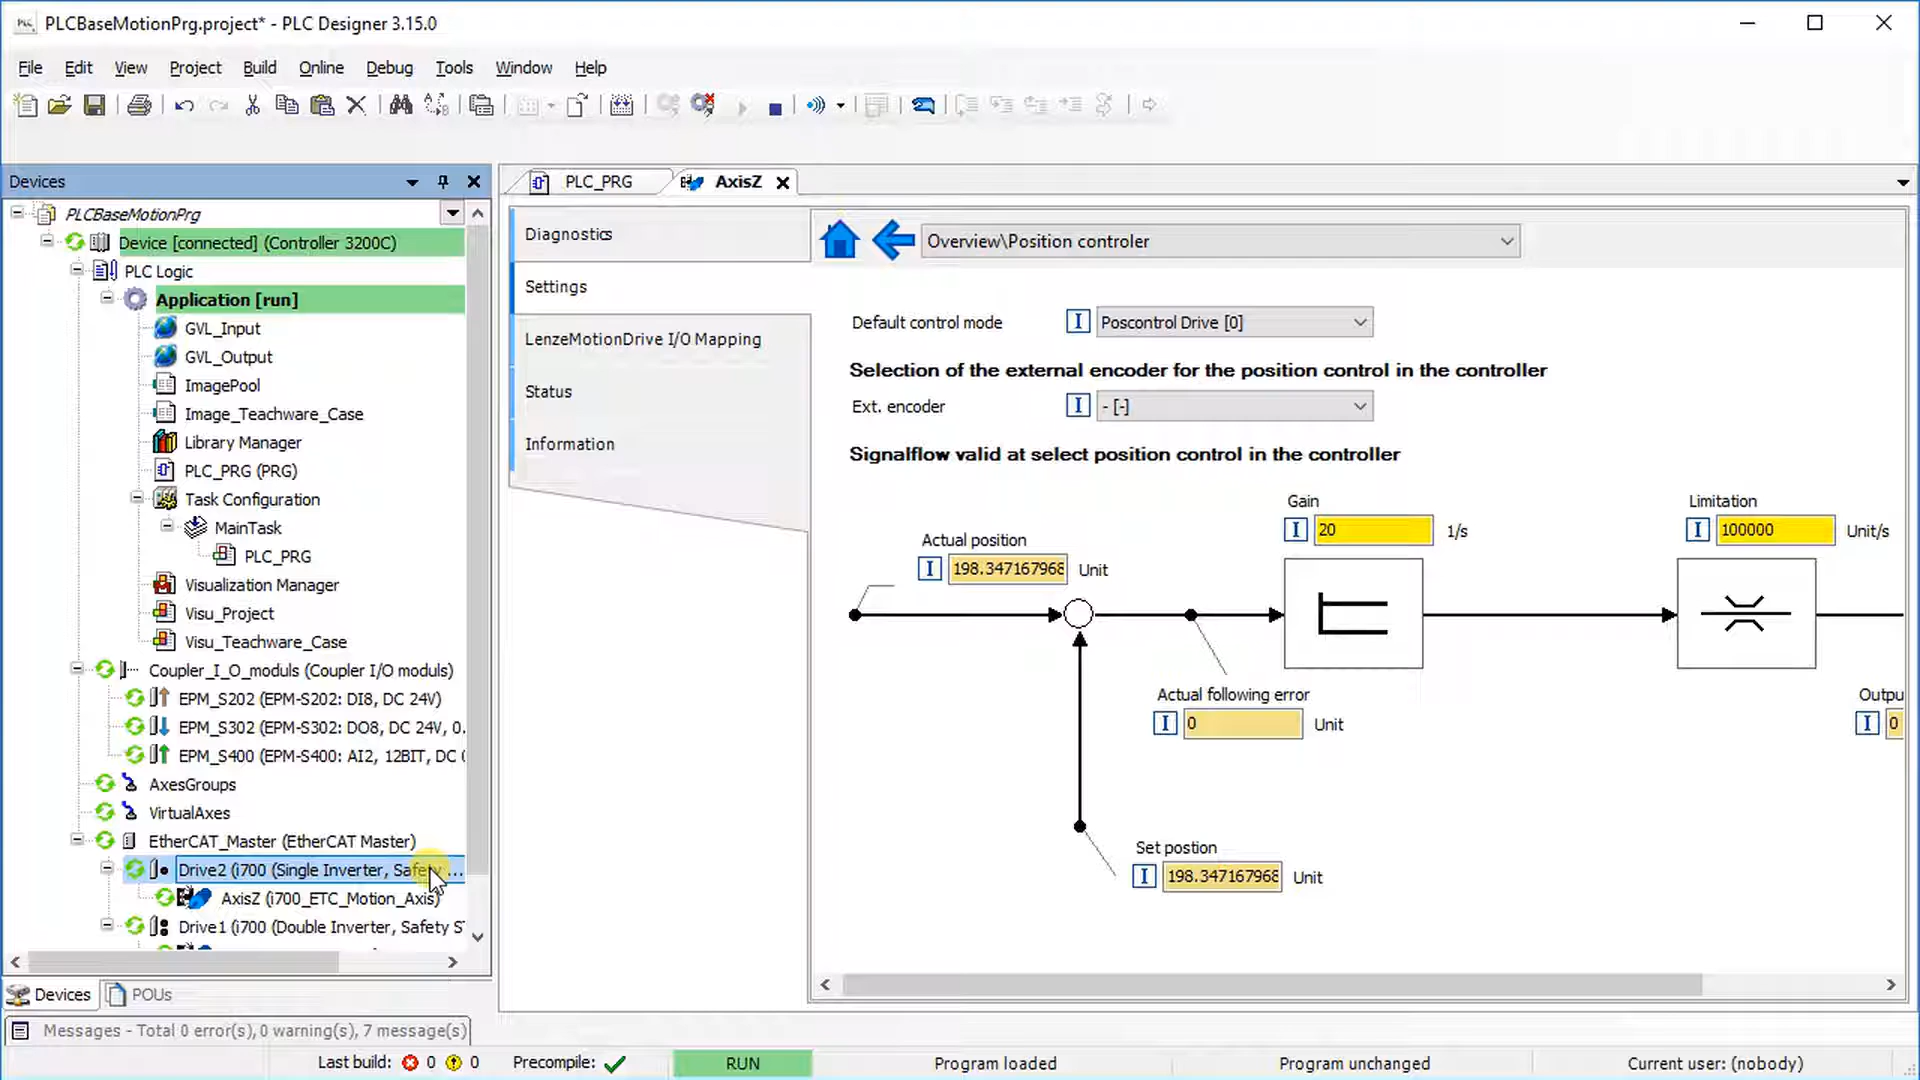 PLCBaseMotionPrg.project* - PLC Designer 3.15.0
File Edit View Project Build Online Debug Tools Window Help
Devices
PLCBaseMotionPrg
Device [connected] (Controller 3200C)
PLC Logic
Application [run]
GVL_Input
GVL_Output
ImagePool
Image_Teachware_Case
Library Manager
PLC_PRG (PRG)
Task Configuration
MainTask
PLC_PRG
Visualization Manager
Visu_Project
Visu_Teachware_Case
Coupler_I_O_moduls (Coupler I/O moduls)
EPM_S202 (EPM-S202: DI8, DC 24V)
EPM_S302 (EPM-S302: DO8, DC 24V, 0.
EPM_S400 (EPM-S400: AI2, 12BIT, DC (
AxesGroups
VirtualAxes
EtherCAT_Master (EtherCAT Master)
Drive2 (i700 (Single Inverter, Safety ...
AxisZ (i700_ETC_Motion_Axis)
Drive1 (i700 (Double Inverter, Safety S
Devices POUs
PLC_PRG AxisZ
Diagnostics
Settings
LenzeMotionDrive I/O Mapping
Status
Information
Overview\Position controler
Default control mode I Poscontrol Drive [0]
Selection of the external encoder for the position control in the controller
Ext. encoder I - [-]
Signalflow valid at select position control in the controller
Gain
I 20 1/s
Limitation
I 100000 Unit/s
Actual position
I 198.347167968 Unit
Actual following error
I 0 Unit
Outpu
I 0
Set postion
I 198.347167968 Unit
Messages - Total 0 error(s), 0 warning(s), 7 message(s)
Last build: 0 0 Precompile: RUN Program loaded Program unchanged Current user: (nobody)